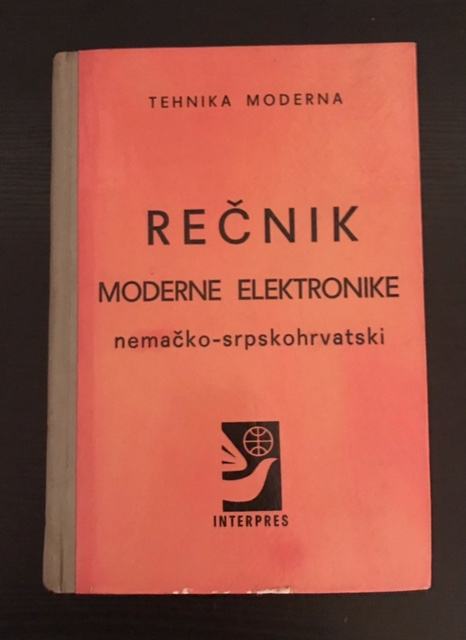 TEHNIKA MODERNA
REČNIK
MODERNE ELEKTRONIKE
nemačko-srpskohrvatski
INTERPRES